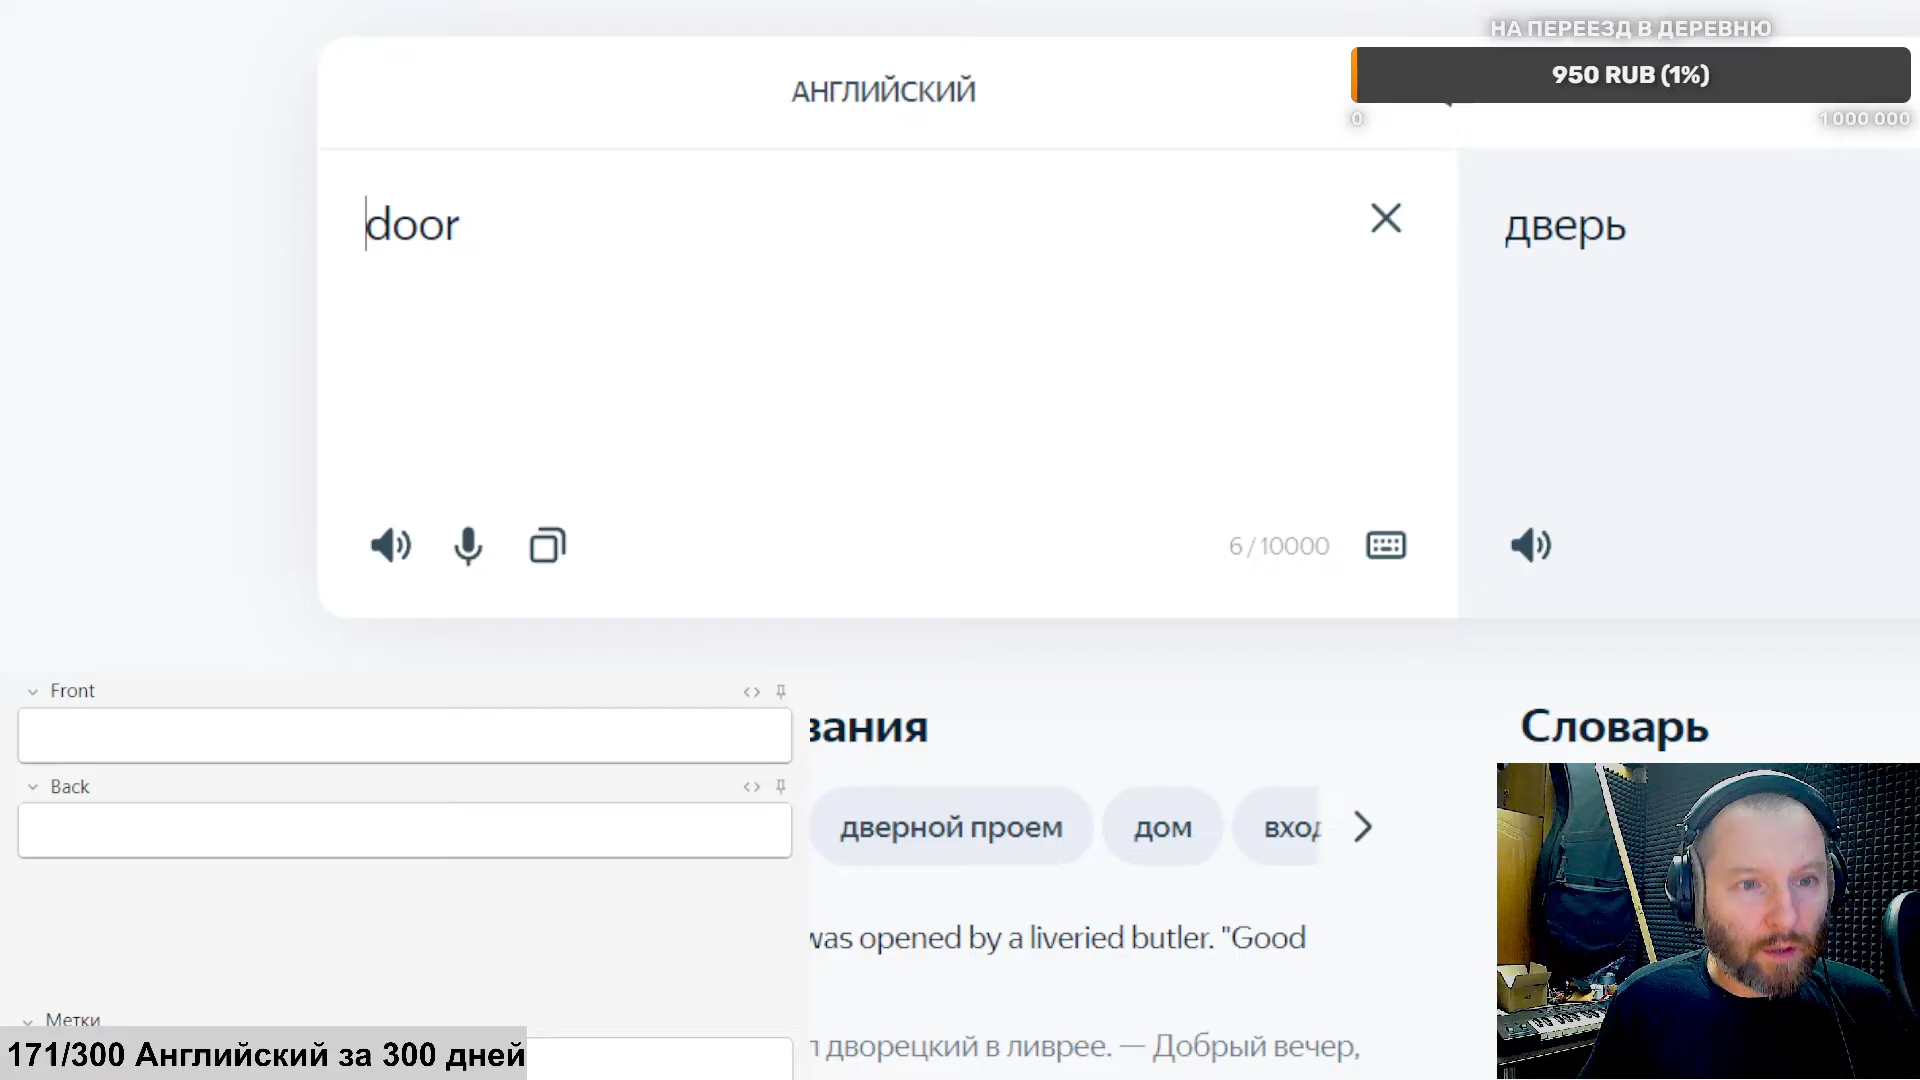 НА ПЕРЕЕЗД В ДЕРЕВНЮ
950 RUB (1%)
0
1 000 000
АНГЛИЙСКИЙ
door
дверь
6 / 10000
Front
Back
Метки
171/300 Английский за 300 дней
вания
дверной проем
дом
вход
was opened by a liveried butler. "Good
л дворецкий в ливрее. — Добрый вечер,
Словарь